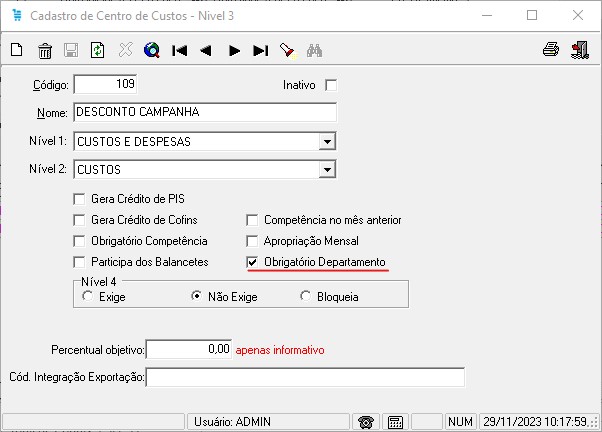 Cadastro de Centro de Custos - Nivel 3
Código: 109 Inativo
Nome: DESCONTO CAMPANHA
Nível 1: CUSTOS E DESPESAS
Nível 2: CUSTOS
Gera Crédito de PIS
Gera Crédito de Cofins Competência no mês anterior
Obrigatório Competência Apropriação Mensal
Participa dos Balancetes Obrigatório Departamento
Nível 4
Exige Não Exige Bloqueia
Percentual objetivo: 0,00 apenas informativo
Cód. Integração Exportação:
Usuário: ADMIN NUM 29/11/2023 10:17:59